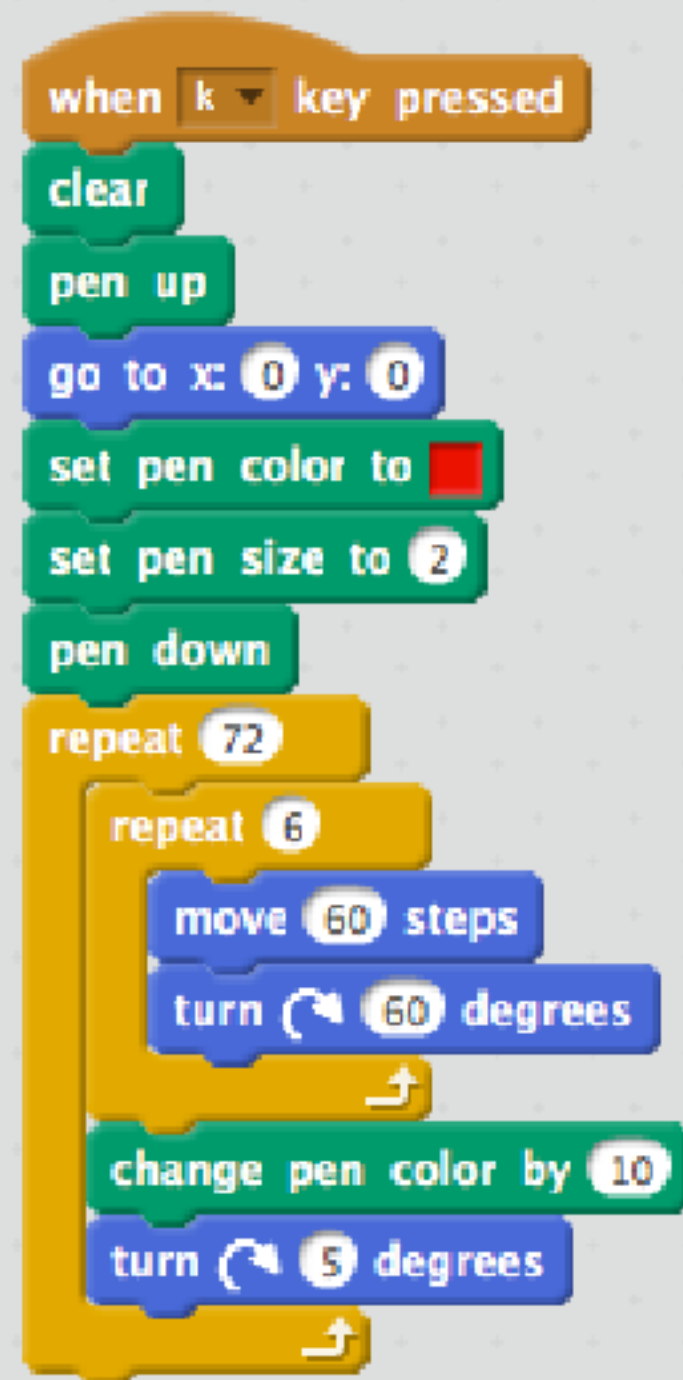 when k key pressed
clear
pen up
go to x: 0 y: 0
set pen color to
set pen size to 2
pen down
repeat 72
repeat 6
move 60 steps
turn 60 degrees
change pen color by 10
turn 5 degrees